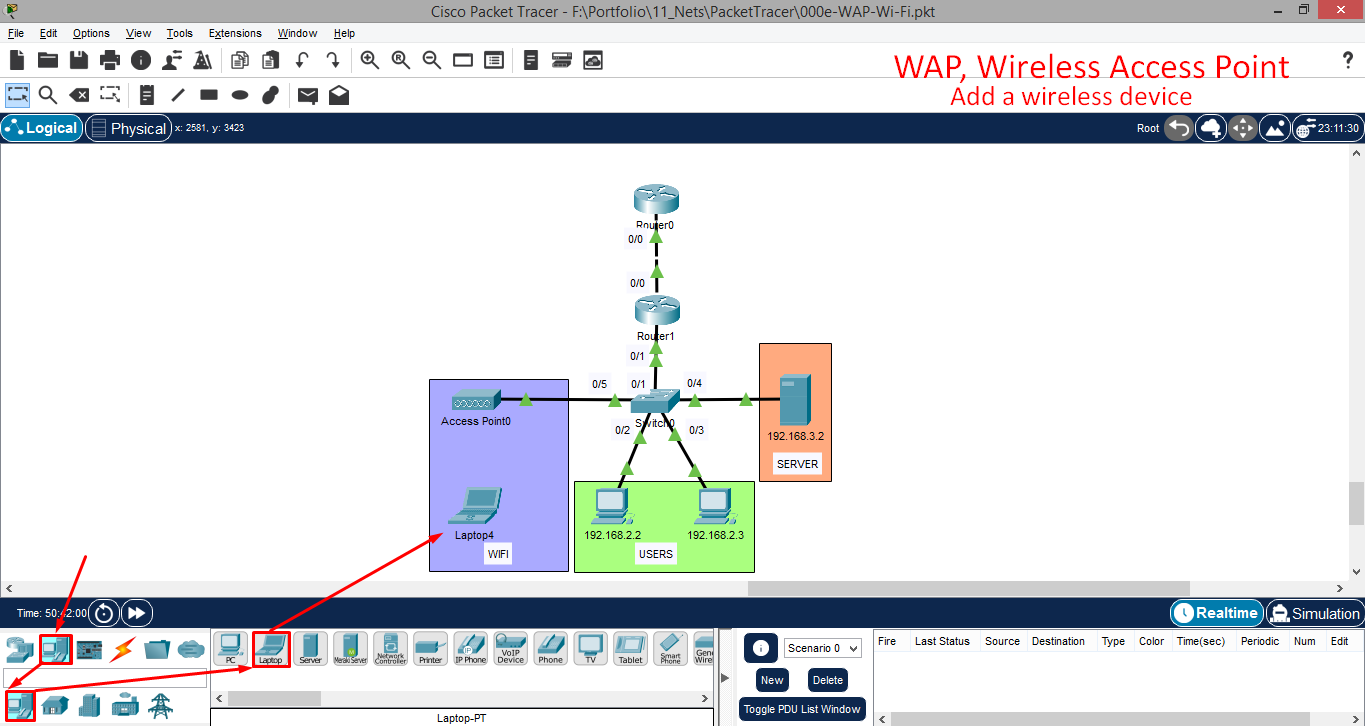 Cisco Packet Tracer - F:\Portfolio\11_Nets\PacketTracer\000e-WAP-Wi-Fi.pkt
File Edit Options View Tools Extensions Window Help
WAP, Wireless Access Point
Add a wireless device
?
Logical Physical x: 2581, y: 3423 Root 23:11:30
Router0
0/0
0/0
Router1
0/1
0/5 0/1 0/4
Access Point0
Switch0
0/2 0/3
192.168.3.2
SERVER
Laptop4
WIFI
192.168.2.2 192.168.2.3
USERS
Time: 50:42:00 Realtime Simulation
PC Laptop Server Meraki Server Network Controller Printer IP Phone VoIP Device Phone TV Tablet Smart Phone
Laptop-PT
Scenario 0
New Delete
Toggle PDU List Window
Fire Last Status Source Destination Type Color Time(sec) Periodic Num Edit